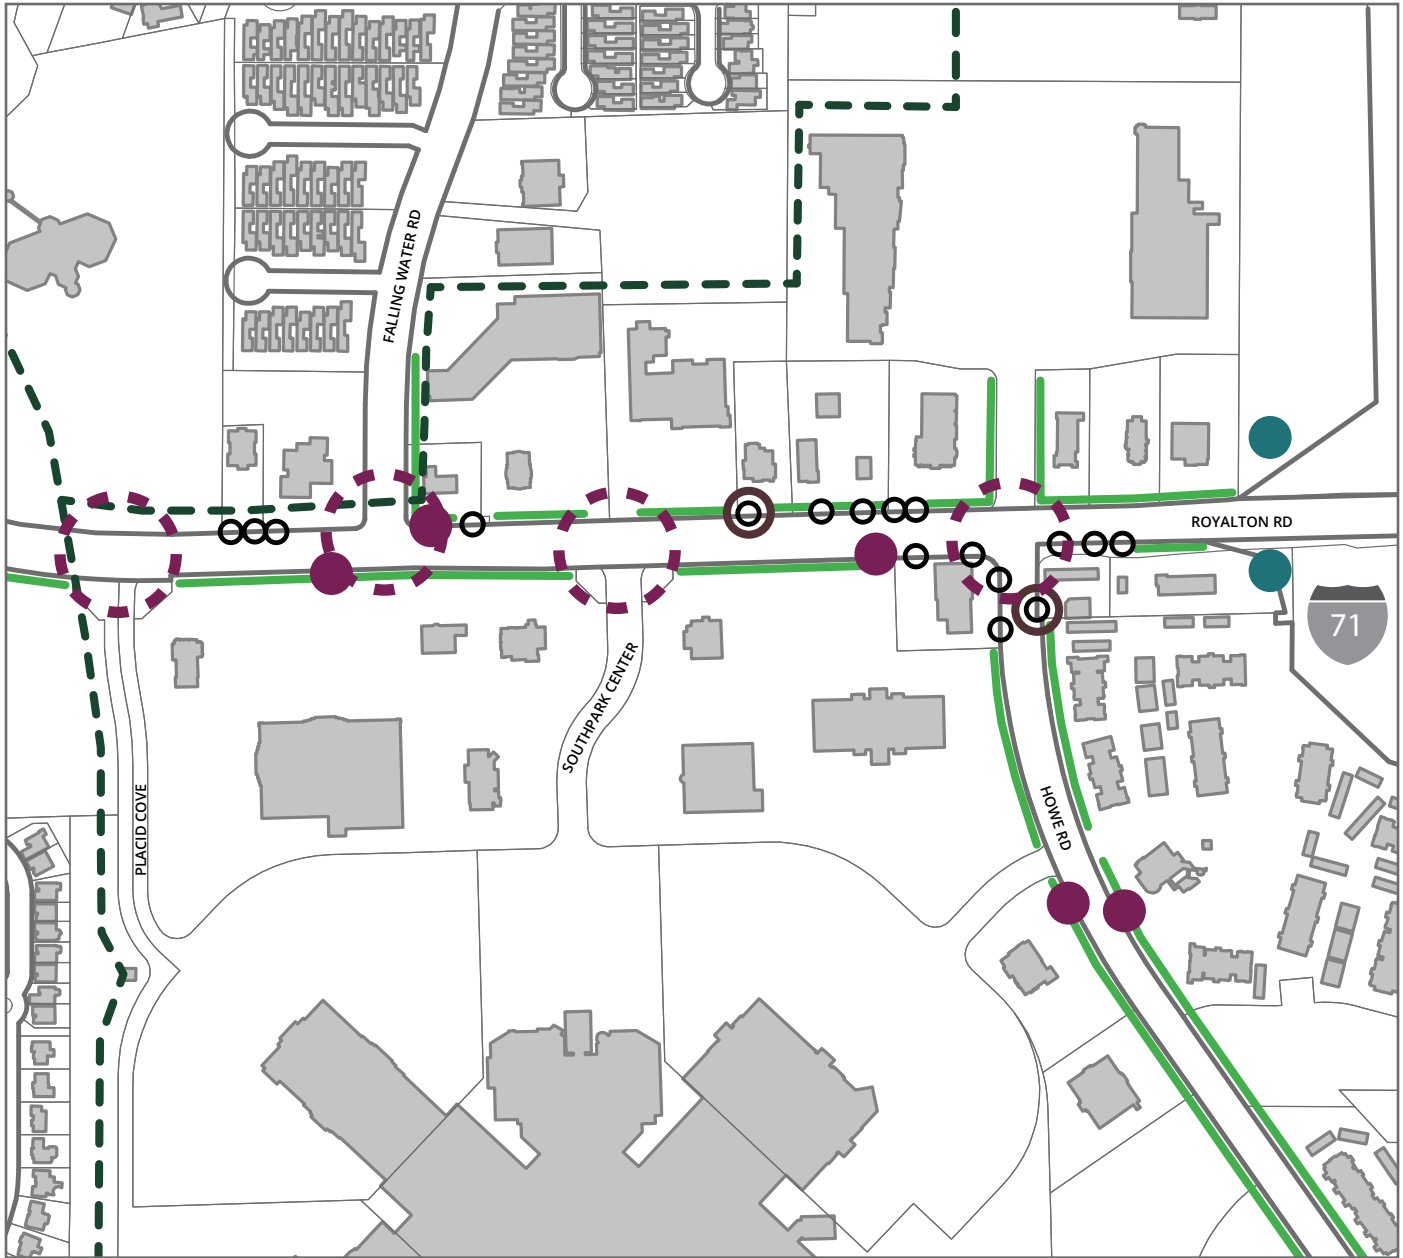 FALLING WATER RD
ROYALTON RD
71
SOUTHPARK CENTER
PLACID COVE
HOWE RD